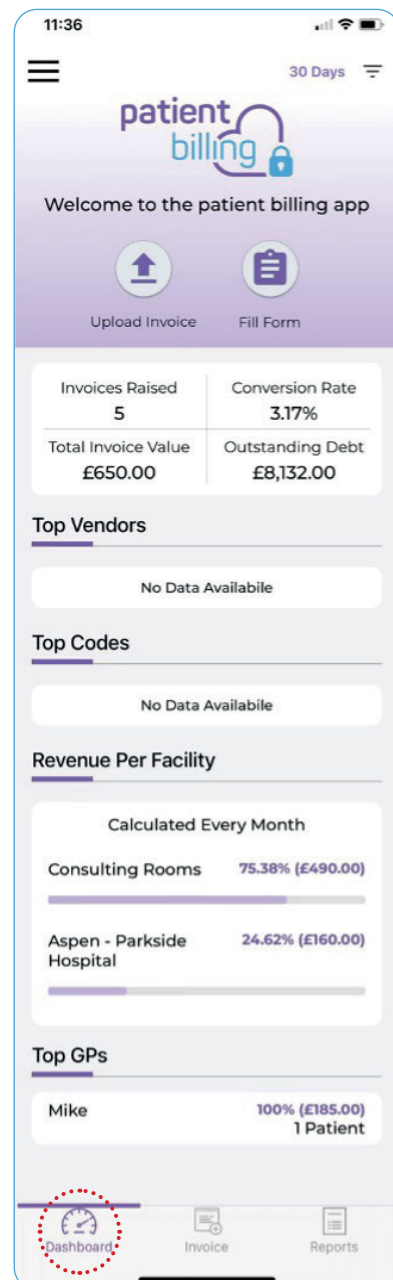 11:36
30 Days
patient
billing
Welcome to the patient billing app
Upload Invoice Fill Form
Invoices Raised Conversion Rate
5 3.17%
Total Invoice Value Outstanding Debt
£650.00 £8,132.00
Top Vendors
No Data Availabile
Top Codes
No Data Availabile
Revenue Per Facility
Calculated Every Month
Consulting Rooms 75.38% (£490.00)
Aspen - Parkside 24.62% (£160.00)
Hospital
Top GPs
Mike 100% (£185.00)
1 Patient
Dashboard Invoice Reports